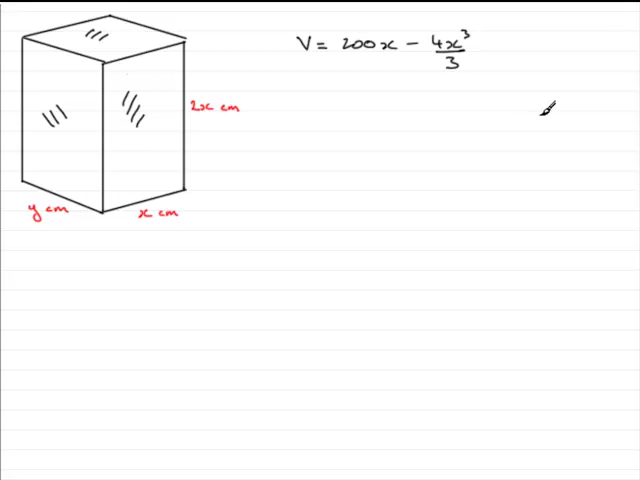 V = 200x - 4x³/3
2x cm
y cm
x cm